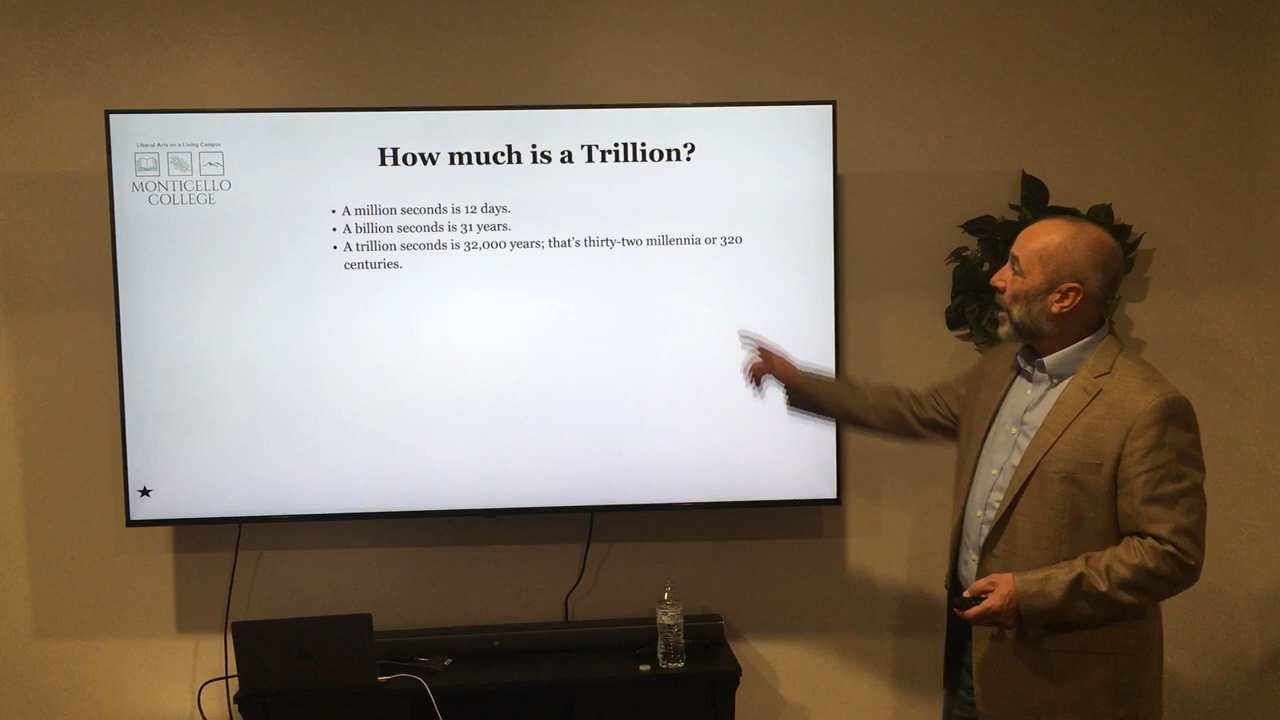 Liberal Arts on a Living Campus
MONTICELLO
COLLEGE
How much is a Trillion?
• A million seconds is 12 days.
• A billion seconds is 31 years.
• A trillion seconds is 32,000 years; that's thirty-two millennia or 320
centuries.